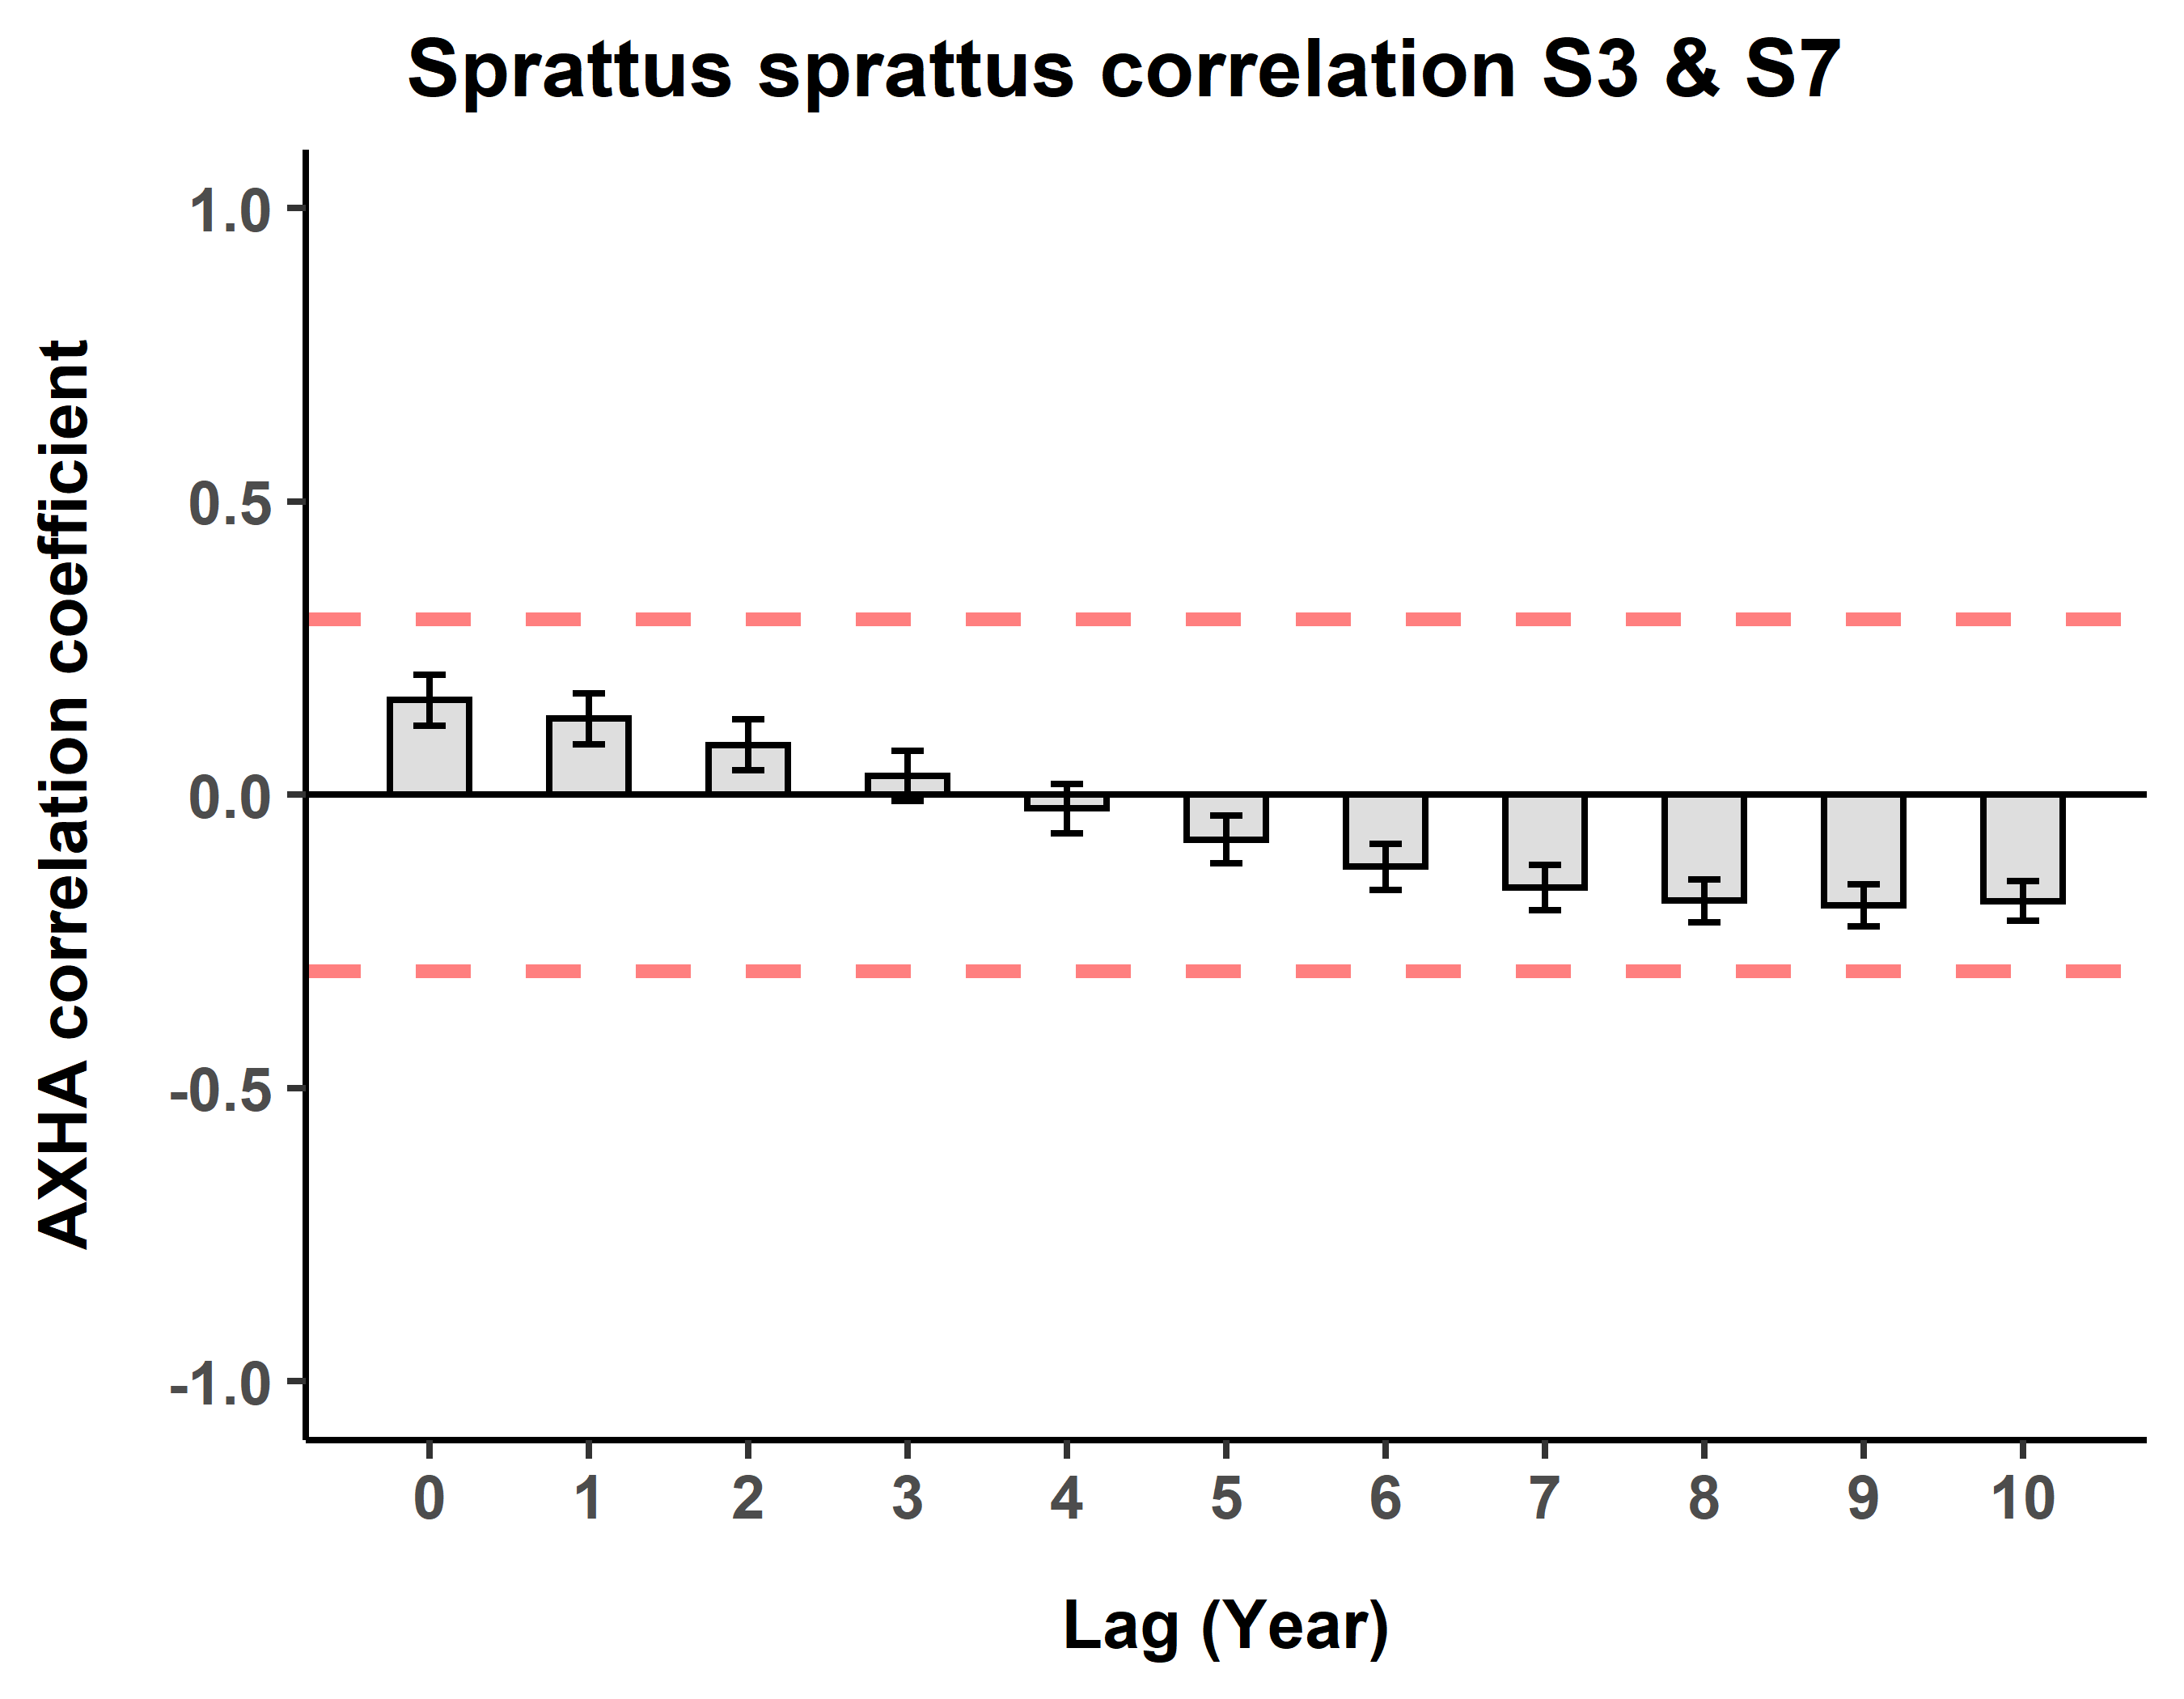 Sprattus sprattus correlation S3 & S7
AXHA correlation coefficient
1.0
0.5
0.0
-0.5
-1.0
0 1 2 3 4 5 6 7 8 9 10
Lag (Year)